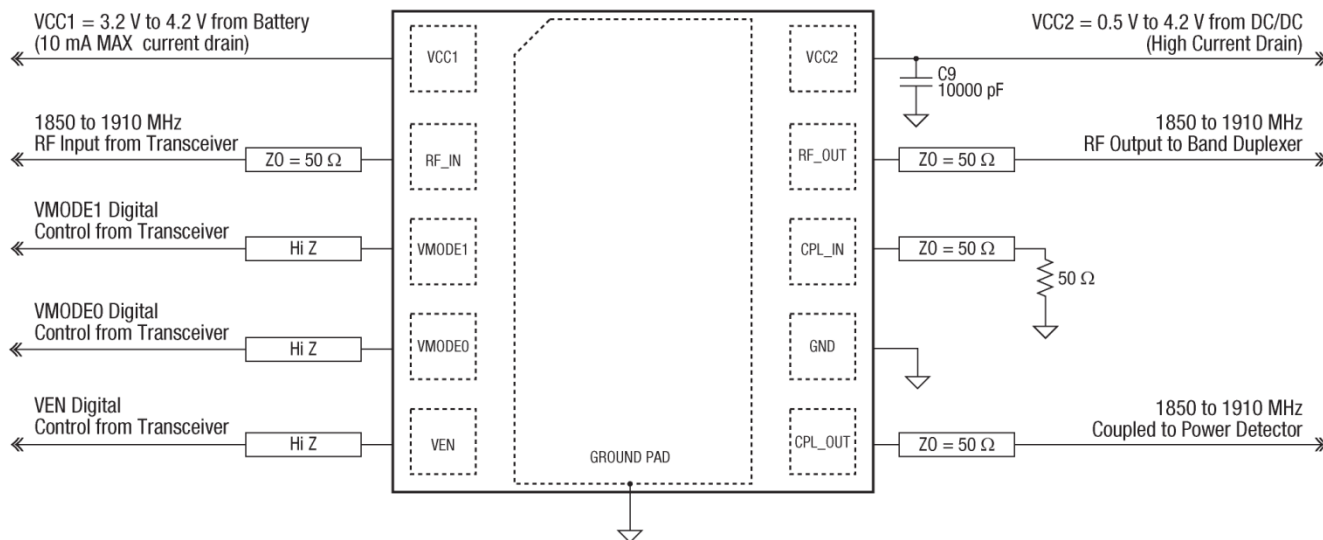 VCC1 = 3.2 V to 4.2 V from Battery
(10 mA MAX current drain)
VCC1
VCC2
VCC2 = 0.5 V to 4.2 V from DC/DC
(High Current Drain)
C9
10000 pF
1850 to 1910 MHz
RF Input from Transceiver
Z0 = 50 Ω
RF_IN
RF_OUT
Z0 = 50 Ω
1850 to 1910 MHz
RF Output to Band Duplexer
VMODE1 Digital
Control from Transceiver
Hi Z
VMODE1
CPL_IN
Z0 = 50 Ω
50 Ω
VMODE0 Digital
Control from Transceiver
Hi Z
VMODE0
GND
VEN Digital
Control from Transceiver
Hi Z
VEN
GROUND PAD
CPL_OUT
Z0 = 50 Ω
1850 to 1910 MHz
Coupled to Power Detector